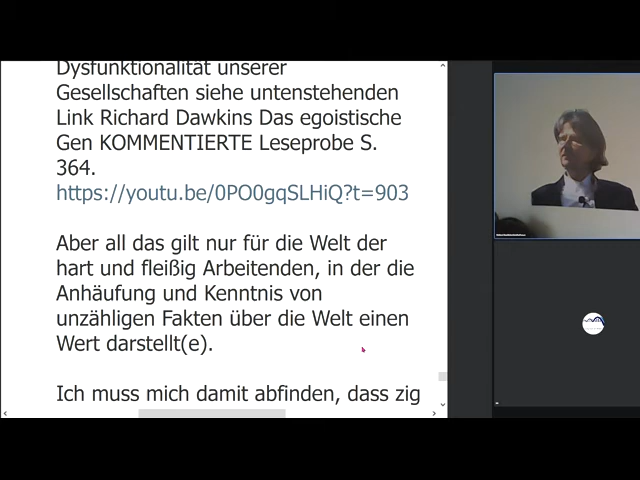 Dysfunktionalität unserer
Gesellschaften siehe untenstehenden
Link Richard Dawkins Das egoistische
Gen KOMMENTIERTE Leseprobe S.
364.
https://youtu.be/0PO0gqSLHiQ?t=903
Aber all das gilt nur für die Welt der
hart und fleißig Arbeitenden, in der die
Anhäufung und Kenntnis von
unzähligen Fakten über die Welt einen
Wert darstellt(e).
Ich muss mich damit abfinden, dass zig